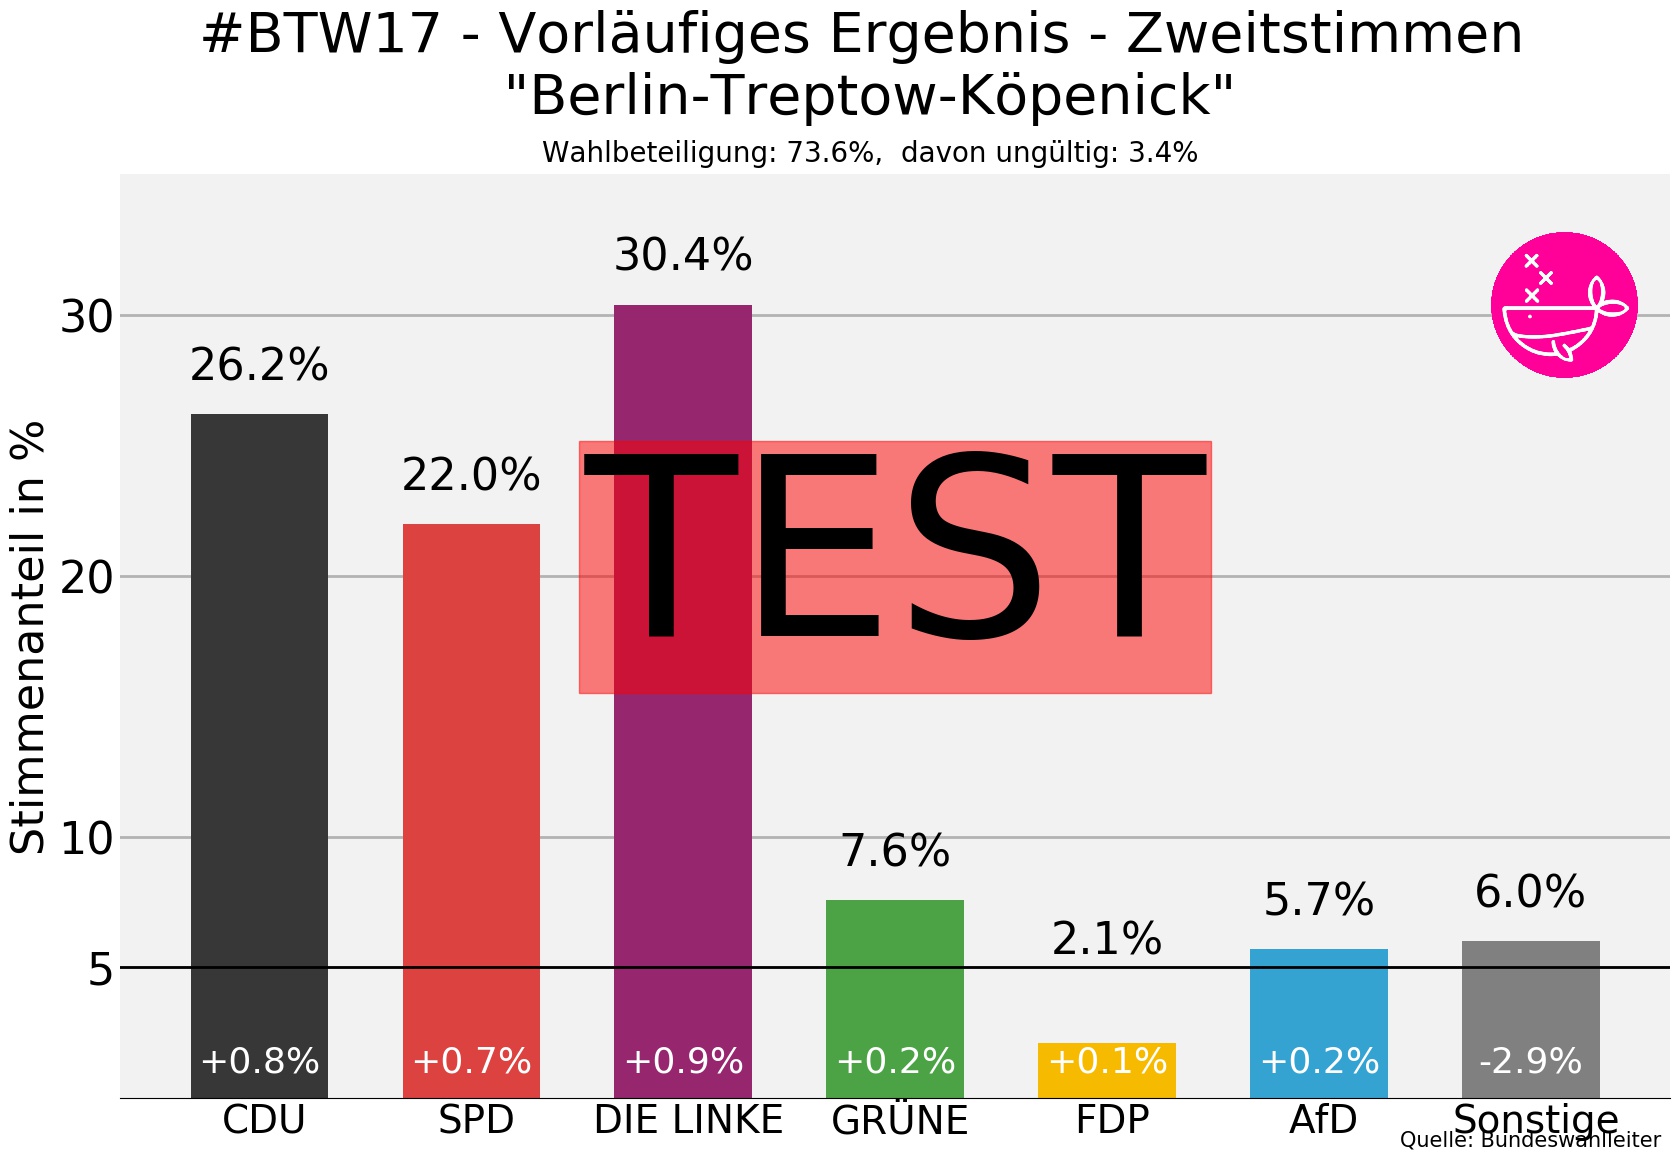 #BTW17 - Vorläufiges Ergebnis - Zweitstimmen
"Berlin-Treptow-Köpenick"
Wahlbeteiligung: 73.6%,  davon ungültig: 3.4%
Stimmenanteil in %
30
20
10
5
26.2%
22.0%
30.4%
7.6%
2.1%
5.7%
6.0%
TEST
+0.8%
+0.7%
+0.9%
+0.2%
+0.1%
+0.2%
-2.9%
CDU
SPD
DIE LINKE
GRÜNE
FDP
AfD
Sonstige
Quelle: Bundeswahlleiter